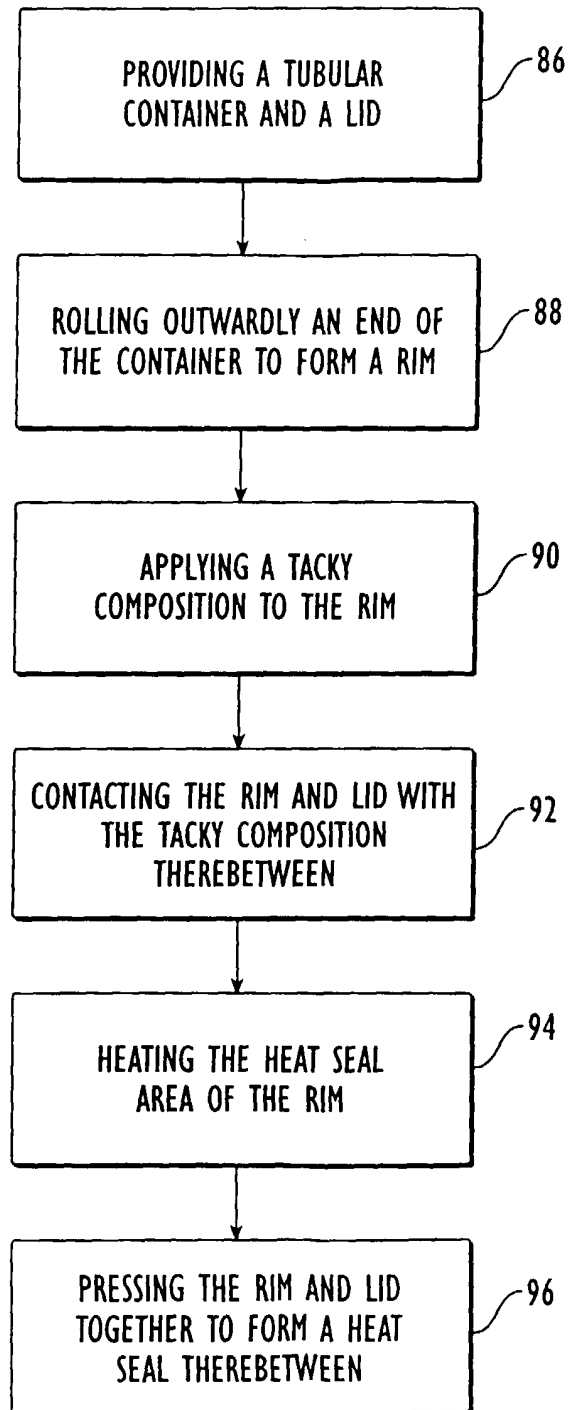 PROVIDING A TUBULAR
CONTAINER AND A LID
86
ROLLING OUTWARDLY AN END OF
THE CONTAINER TO FORM A RIM
88
APPLYING A TACKY
COMPOSITION TO THE RIM
90
CONTACTING THE RIM AND LID WITH
THE TACKY COMPOSITION
THEREBETWEEN
92
HEATING THE HEAT SEAL
AREA OF THE RIM
94
PRESSING THE RIM AND LID
TOGETHER TO FORM A HEAT
SEAL THEREBETWEEN
96